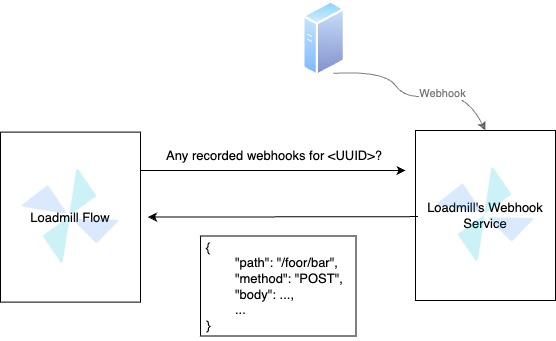 Webhook
Any recorded webhooks for <UUID>?
Loadmill Flow
Loadmill's Webhook
Service
{
"path": "/foor/bar",
"method": "POST",
"body": ...,
...
}